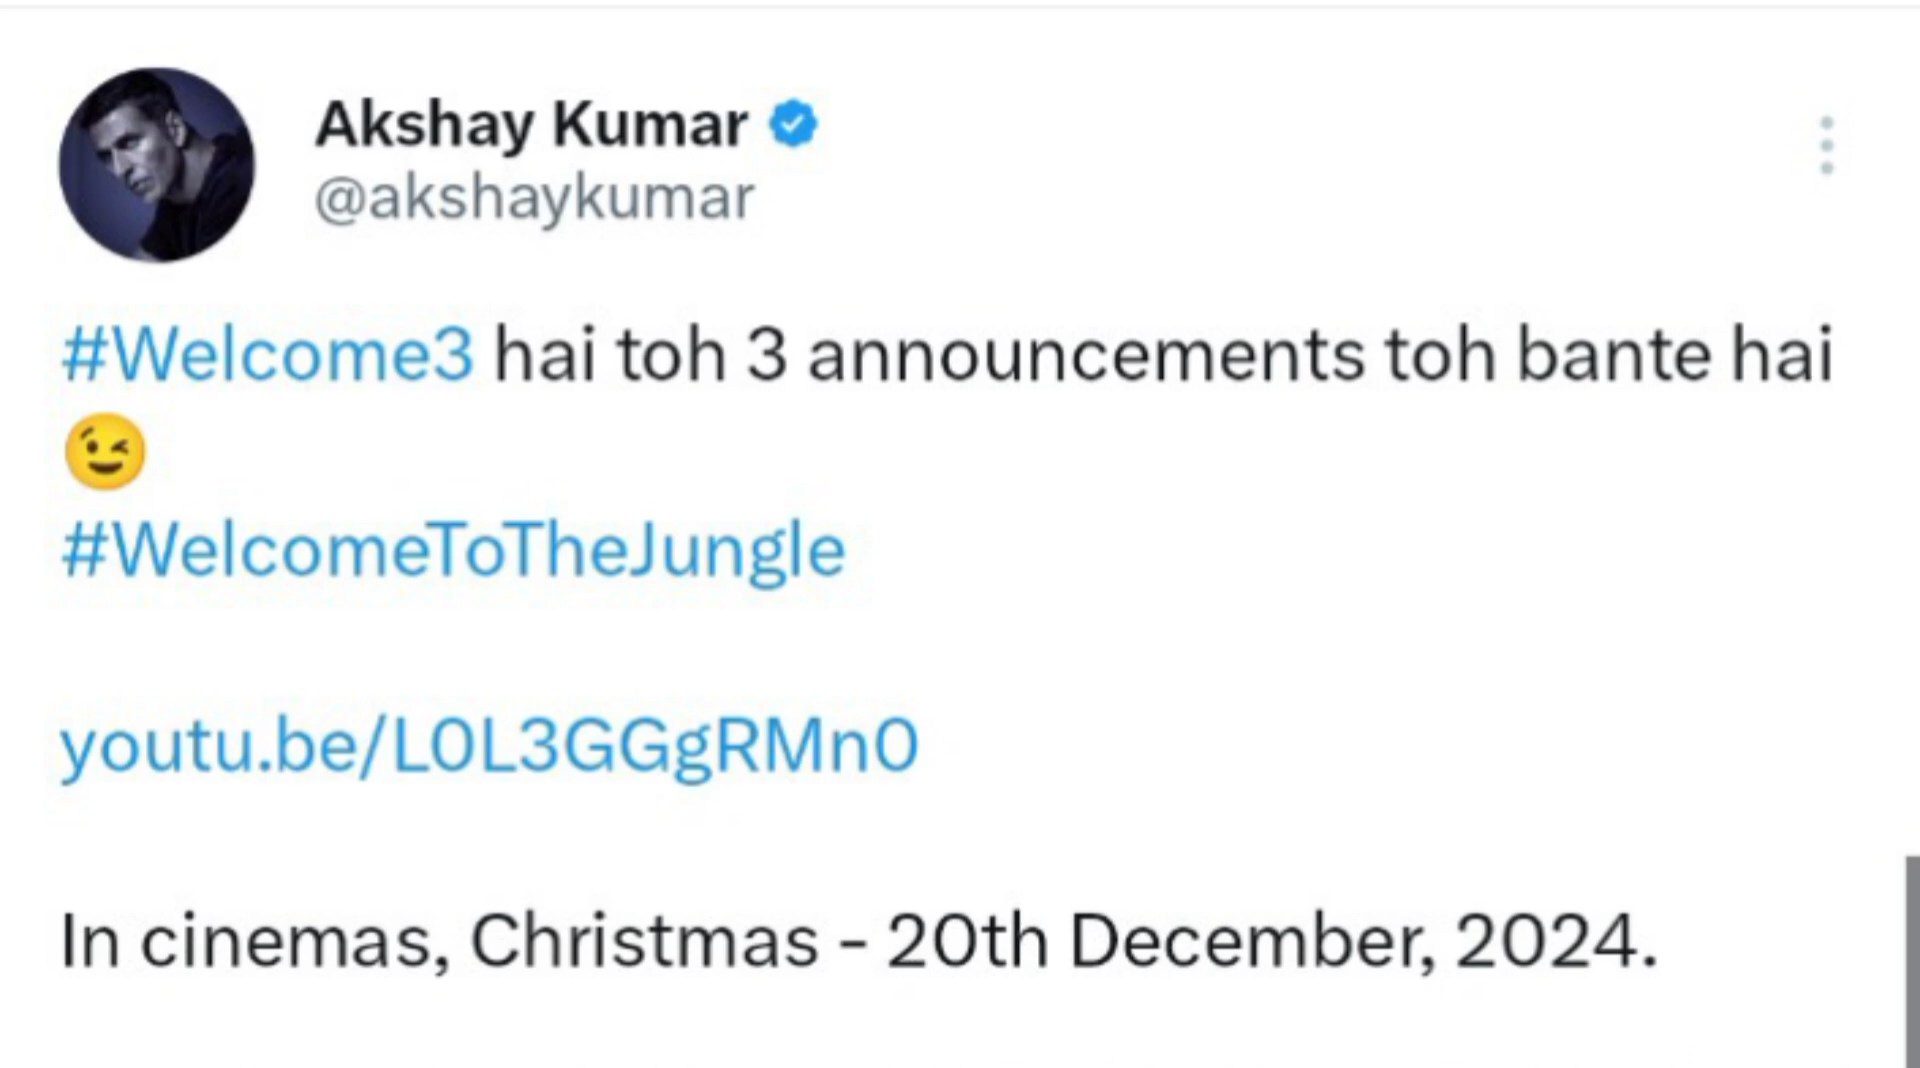 Akshay Kumar
@akshaykumar
#Welcome3 hai toh 3 announcements toh bante hai
😉
#WelcomeToTheJungle
youtu.be/L0L3GGgRMn0
In cinemas, Christmas - 20th December, 2024.